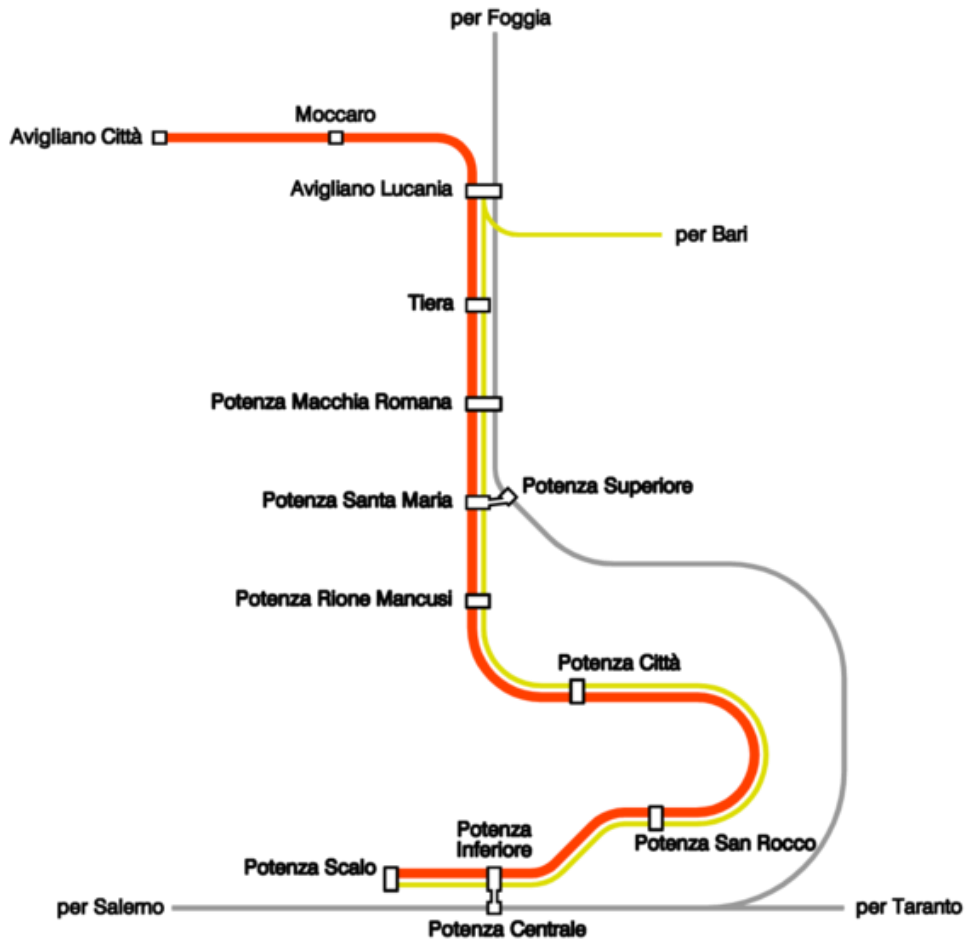 per Foggia
Moccaro
Avigliano Città
Avigliano Lucania
per Bari
Tiera
Potenza Macchia Romana
Potenza Superiore
Potenza Santa Maria
Potenza Rione Mancusi
Potenza Città
Potenza
Inferiore
Potenza San Rocco
Potenza Scalo
per Salerno
per Taranto
Potenza Centrale